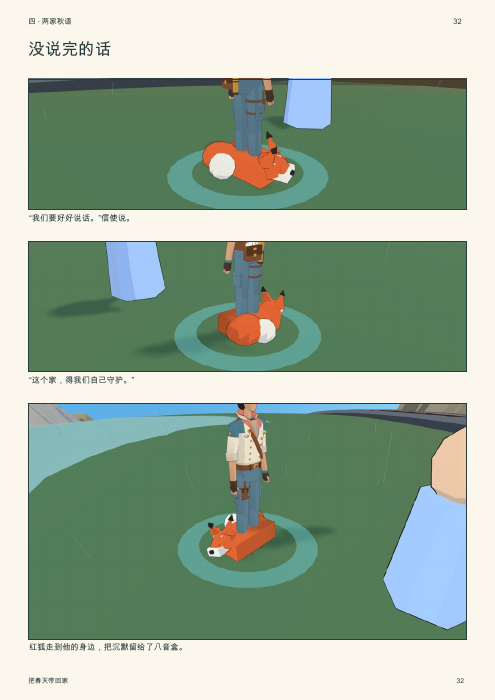 四 · 两家秋语
32
没说完的话
“我们要好好说话。”信使说。
“这个家，得我们自己守护。”
红狐走到他的身边，把沉默留给了八音盒。
把春天带回家
32